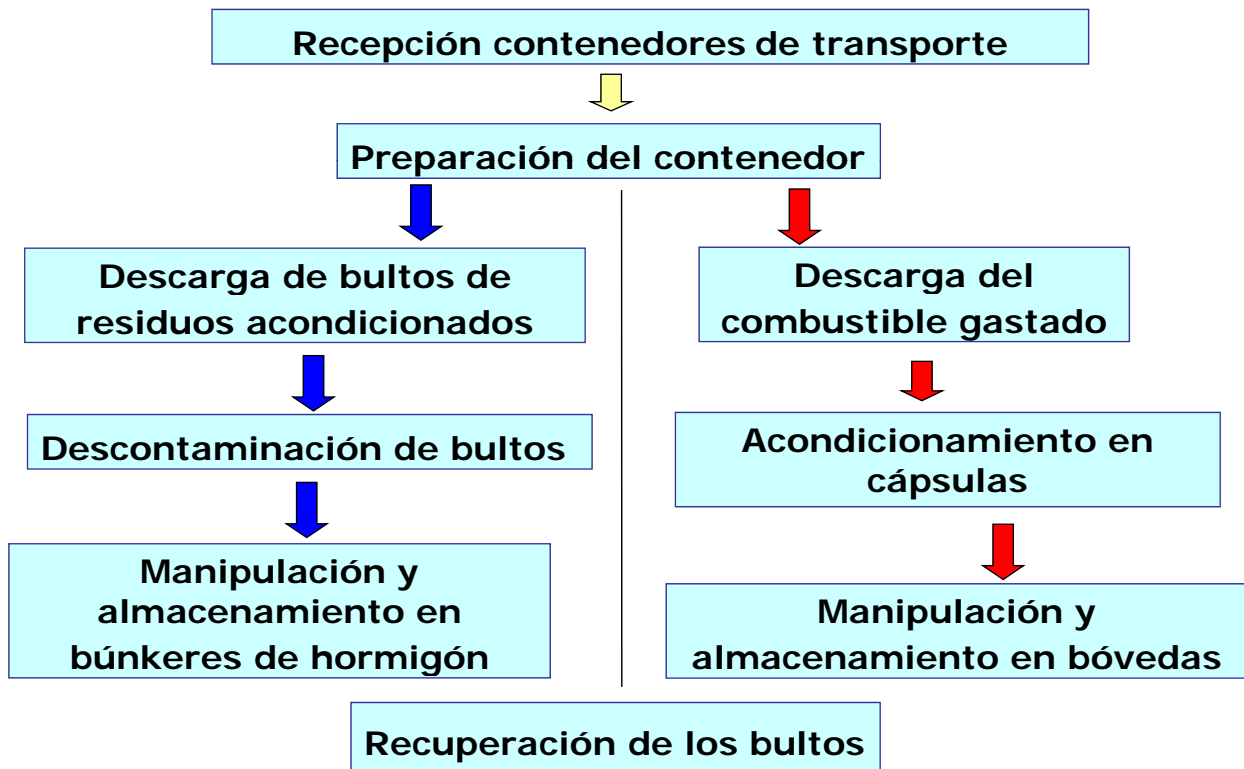 Recepción contenedores de transporte
Preparación del contenedor
Descarga de bultos de
residuos acondicionados
Descontaminación de bultos
Manipulación y
almacenamiento en
búnkeres de hormigón
Descarga del
combustible gastado
Acondicionamiento en
cápsulas
Manipulación y
almacenamiento en bóvedas
Recuperación de los bultos